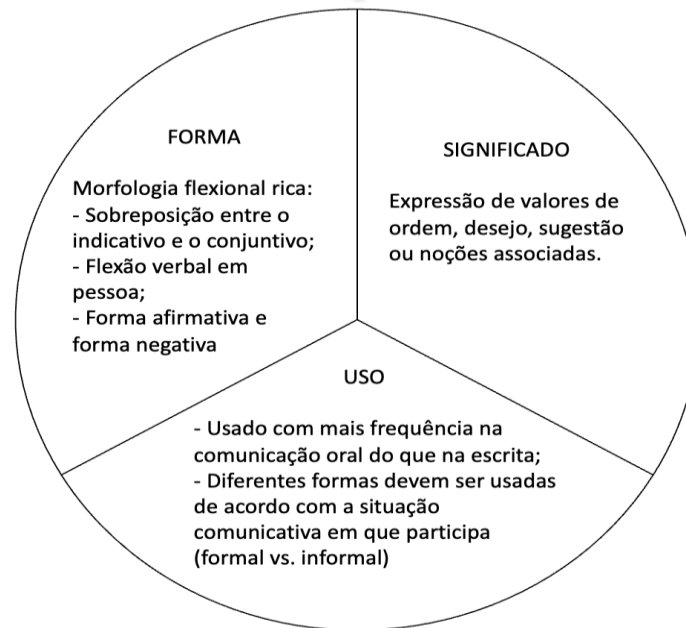 FORMA
Morfologia flexional rica:
- Sobreposição entre o
indicativo e o conjuntivo;
- Flexão verbal em
pessoa;
- Forma afirmativa e
forma negativa
SIGNIFICADO
Expressão de valores de
ordem, desejo, sugestão
ou noções associadas.
USO
- Usado com mais frequência na
comunicação oral do que na escrita;
- Diferentes formas devem ser usadas
de acordo com a situação
comunicativa em que participa
(formal vs. informal)